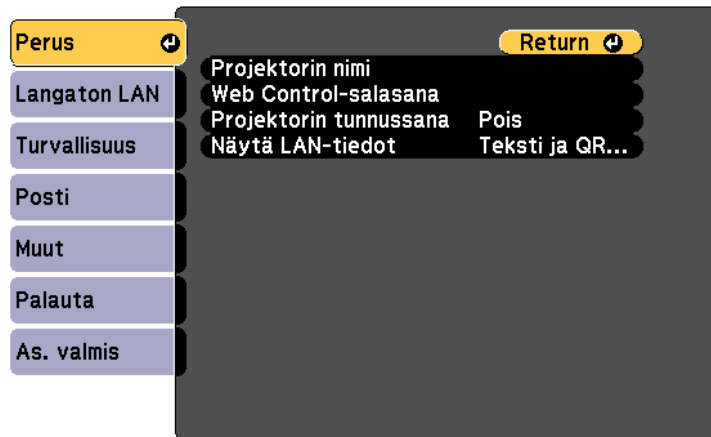 Perus
Langaton LAN
Turvallisuus
Posti
Muut
Palauta
As. valmis
Return
Projektorin nimi
Web Control-salasana
Projektorin tunnussana Pois
Näytä LAN-tiedot Teksti ja QR...